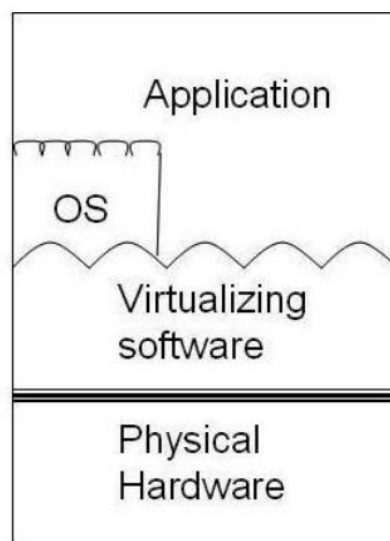 Application
OS
Virtualizing
software
Physical
Hardware